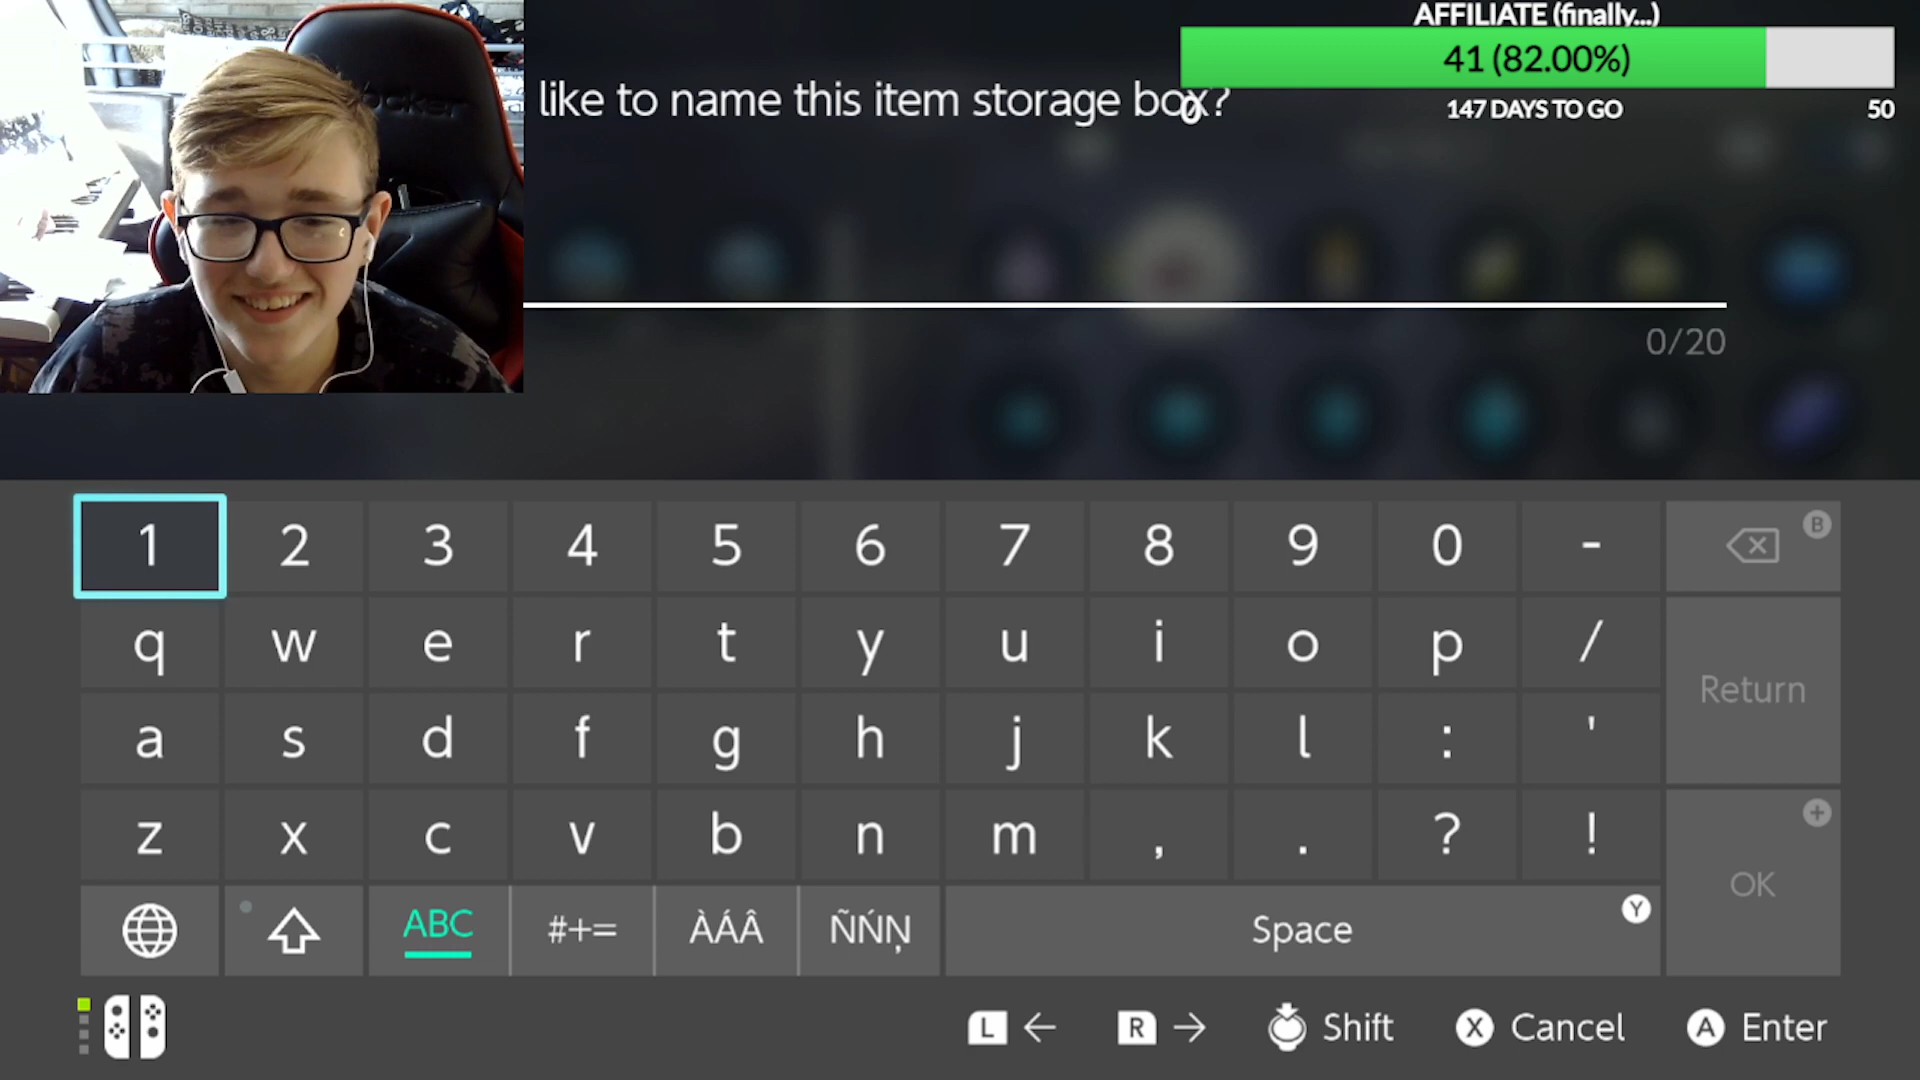 AFFILIATE (finally...)
41 (82.00%)
0
147 DAYS TO GO
50
like to name this item storage box?
0/20
1 2 3 4 5 6 7 8 9 0 - B
q w e r t y u i o p /
Return
a s d f g h j k l : '
z x c v b n m , . ? ! +
OK
ABC #+= ÀÁÂ ÑŃŅ Space Y
L ← R → Shift X Cancel A Enter